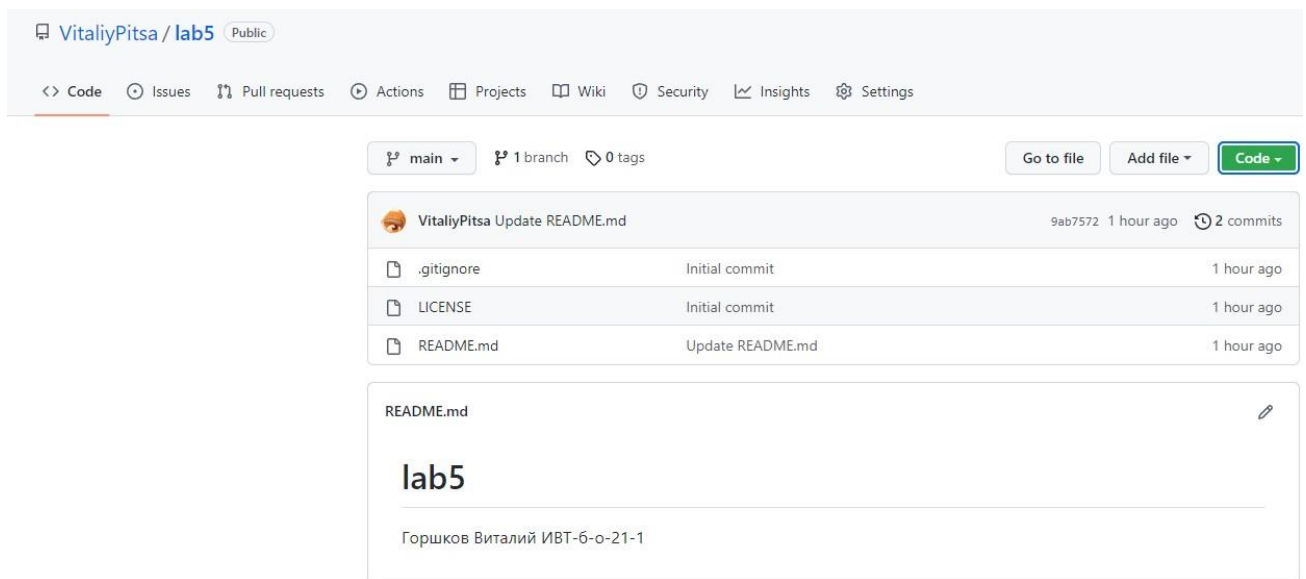 VitaliyPitsa / lab5 Public
<> Code Issues Pull requests Actions Projects Wiki Security Insights Settings
main 1 branch 0 tags Go to file Add file Code
VitaliyPitsa Update README.md 9ab7572 1 hour ago 2 commits
.gitignore Initial commit 1 hour ago
LICENSE Initial commit 1 hour ago
README.md Update README.md 1 hour ago
README.md
lab5
Горшков Виталий ИВТ-б-о-21-1